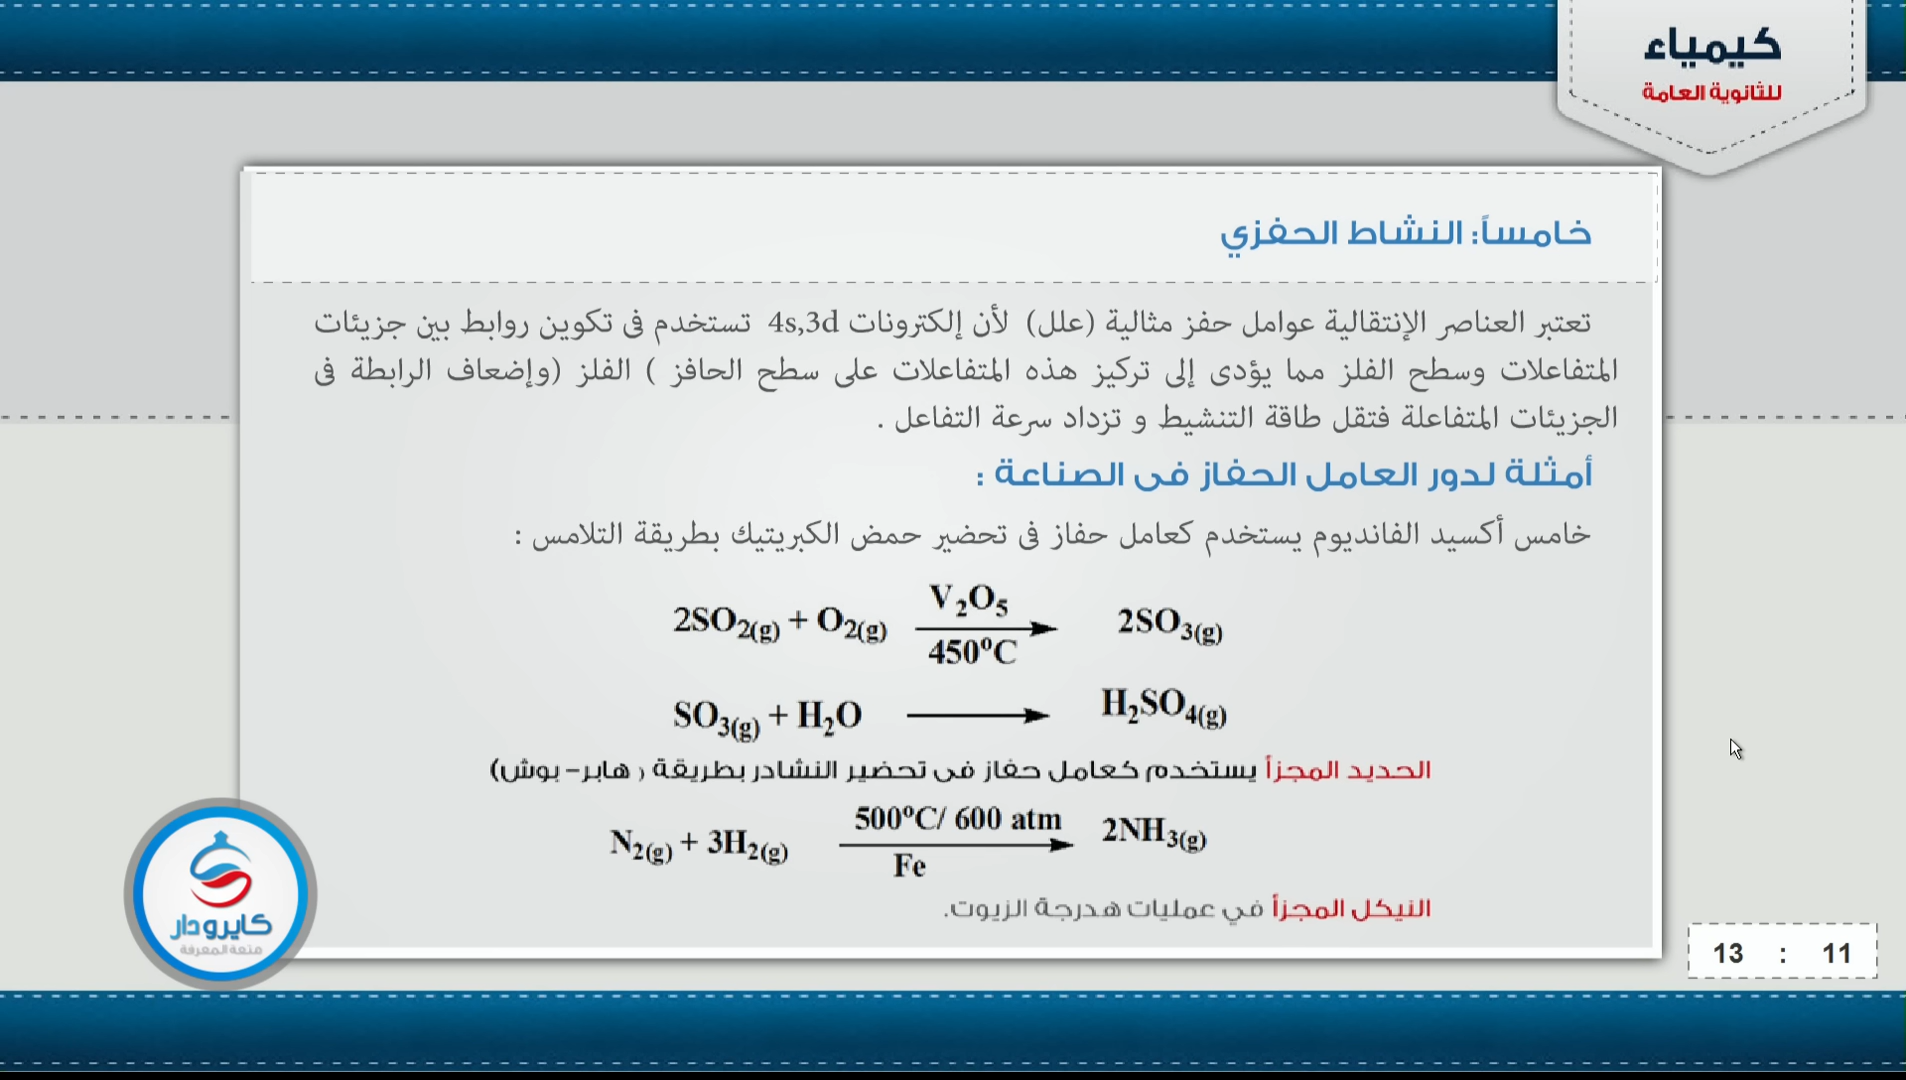 كيمياء
للثانوية العامة
خامساً: النشاط الحفزي
تعتبر العناصر الإنتقالية عوامل حفز مثالية (علل) لأن إلكترونات 4s,3d تستخدم فى تكوين روابط بين جزيئات
المتفاعلات وسطح الفلز مما يؤدى إلى تركيز هذه المتفاعلات على سطح الحافز ) الفلز (وإضعاف الرابطة فى
الجزيئات المتفاعلة فتقل طاقة التنشيط و تزداد سرعة التفاعل .
أمثلة لدور العامل الحفاز فى الصناعة :
خامس أكسيد الفانديوم يستخدم كعامل حفاز فى تحضير حمض الكبريتيك بطريقة التلامس :
2SO2(g) + O2(g) V2O5 450⁰C 2SO3(g)
SO3(g) + H2O H2SO4(g)
الحديد المجزأ يستخدم كعامل حفاز فى تحضير النشادر بطريقة ( هابر- بوش)
N2(g) + 3H2(g) 500⁰C/ 600 atm Fe 2NH3(g)
النيكل المجزأ في عمليات هدرجة الزيوت.
كايرودار
متعة المعرفة
13 : 11